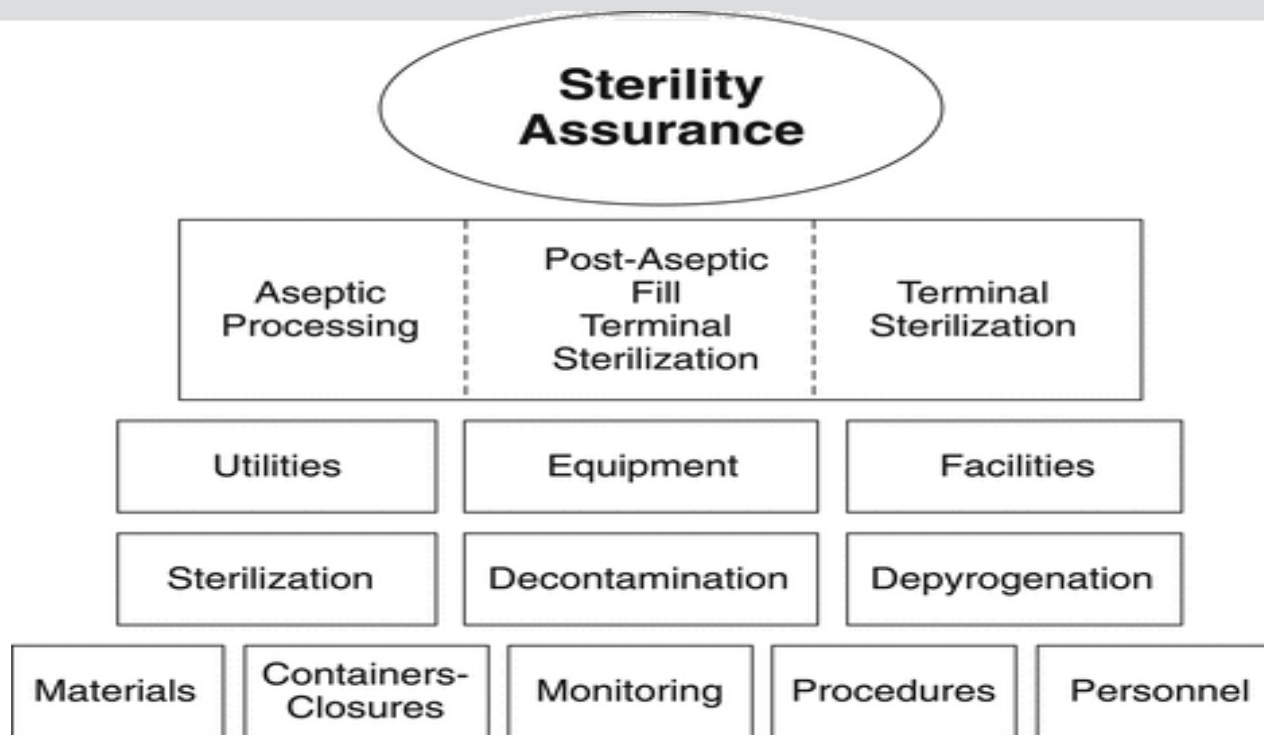 Sterility
Assurance
Aseptic
Processing
Post-Aseptic
Fill
Terminal
Sterilization
Terminal
Sterilization
Utilities
Equipment
Facilities
Sterilization
Decontamination
Depyrogenation
Materials
Containers-
Closures
Monitoring
Procedures
Personnel